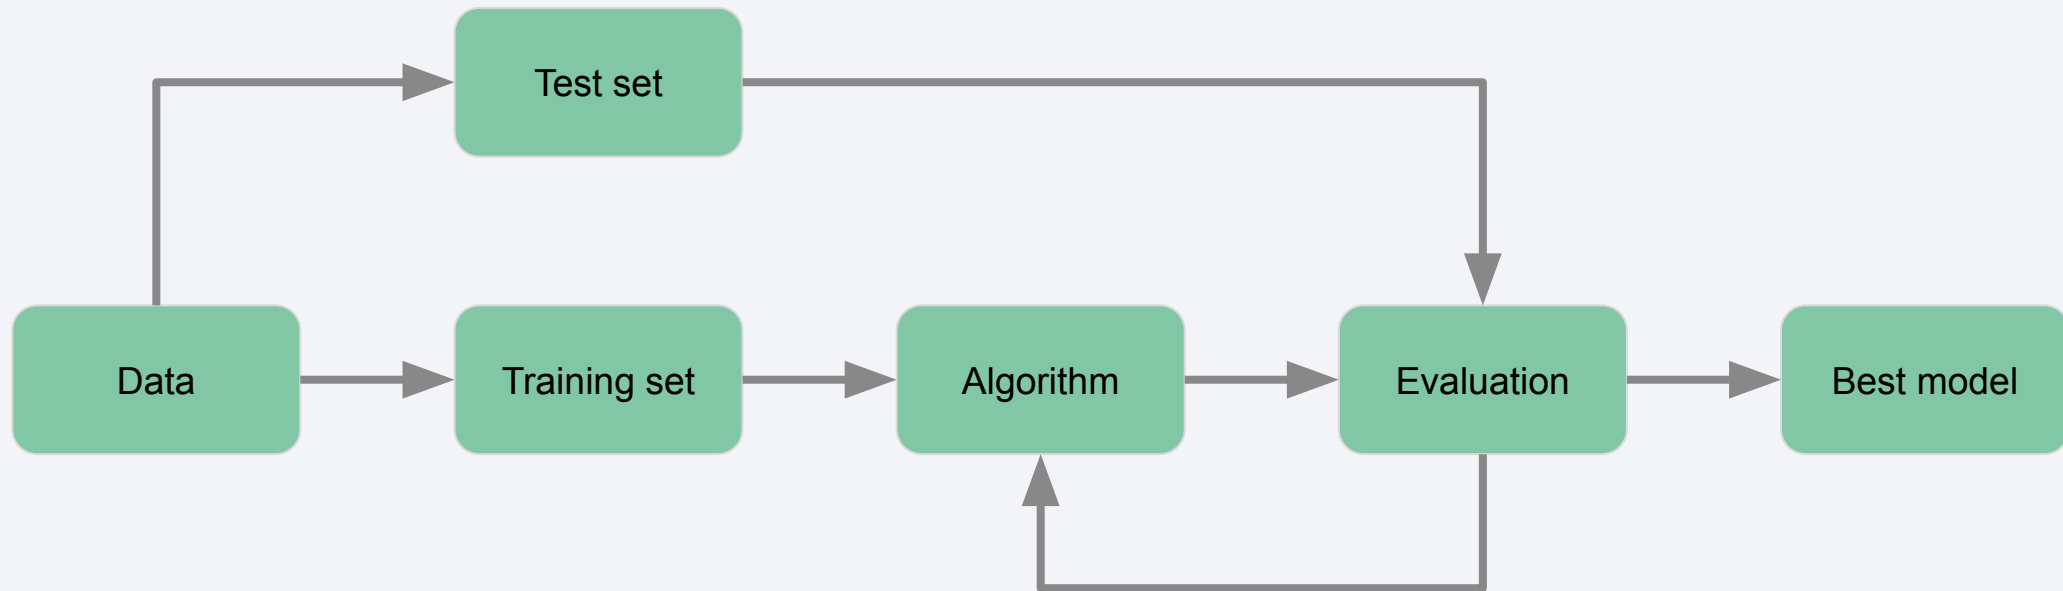 Test set
Data
Training set
Algorithm
Evaluation
Best model